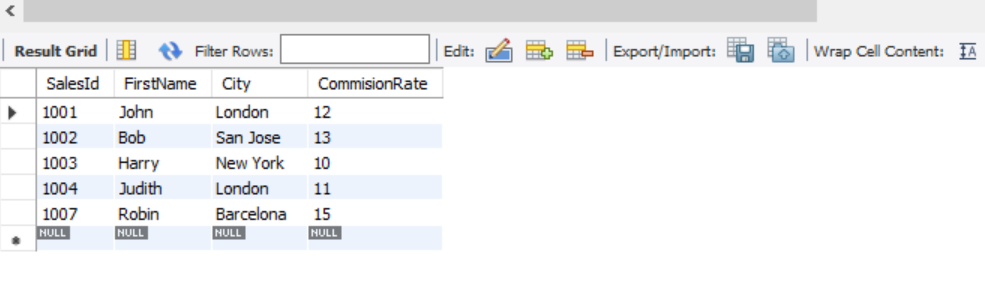 Result Grid Filter Rows: Edit: Export/Import: Wrap Cell Content:
SalesId FirstName City CommisionRate
1001 John London 12
1002 Bob San Jose 13
1003 Harry New York 10
1004 Judith London 11
1007 Robin Barcelona 15
NULL NULL NULL NULL